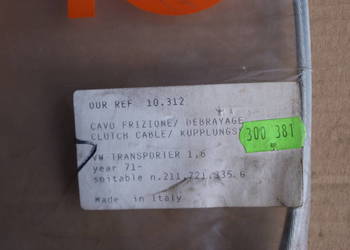 OUR REF 10.312
CAVO FRIZIONE/ DEBRAYAGE
CLUTCH CABLE/ KUPPLUNGS
300 381
VW TRANSPORTER 1,6
year 71-
suitable n.211.721.335.G
Made in Italy